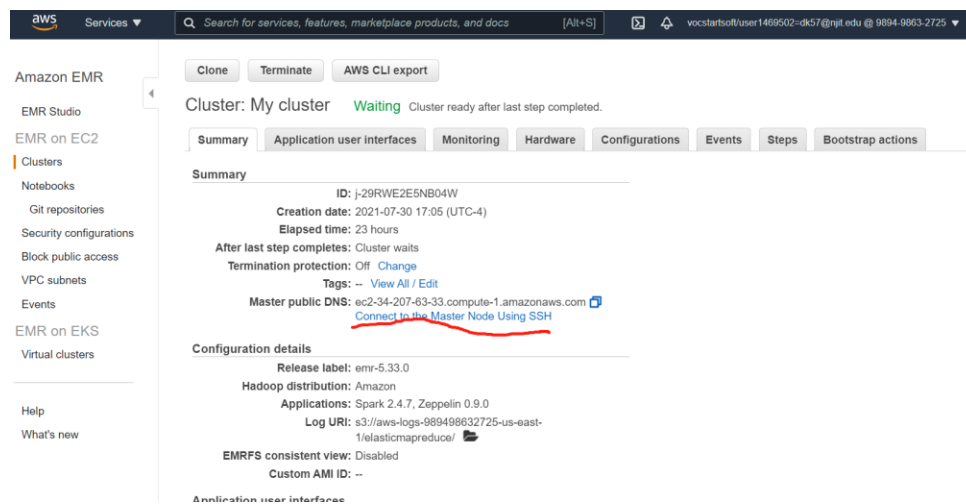 aws Services ▼ Search for services, features, marketplace products, and docs [Alt+S] vocstartsoft/user1469502=dk57@njit.edu @ 9894-9863-2725 ▼
Amazon EMR
EMR Studio
EMR on EC2
Clusters
Notebooks
Git repositories
Security configurations
Block public access
VPC subnets
Events
EMR on EKS
Virtual clusters
Help
What's new
Clone Terminate AWS CLI export
Cluster: My cluster Waiting Cluster ready after last step completed.
Summary Application user interfaces Monitoring Hardware Configurations Events Steps Bootstrap actions
Summary
ID: j-29RWE2E5NB04W
Creation date: 2021-07-30 17:05 (UTC-4)
Elapsed time: 23 hours
After last step completes: Cluster waits
Termination protection: Off Change
Tags: -- View All / Edit
Master public DNS: ec2-34-207-63-33.compute-1.amazonaws.com
Connect to the Master Node Using SSH
Configuration details
Release label: emr-5.33.0
Hadoop distribution: Amazon
Applications: Spark 2.4.7, Zeppelin 0.9.0
Log URI: s3://aws-logs-989498632725-us-east-
1/elasticmapreduce/
EMRFS consistent view: Disabled
Custom AMI ID: --
Application user interfaces